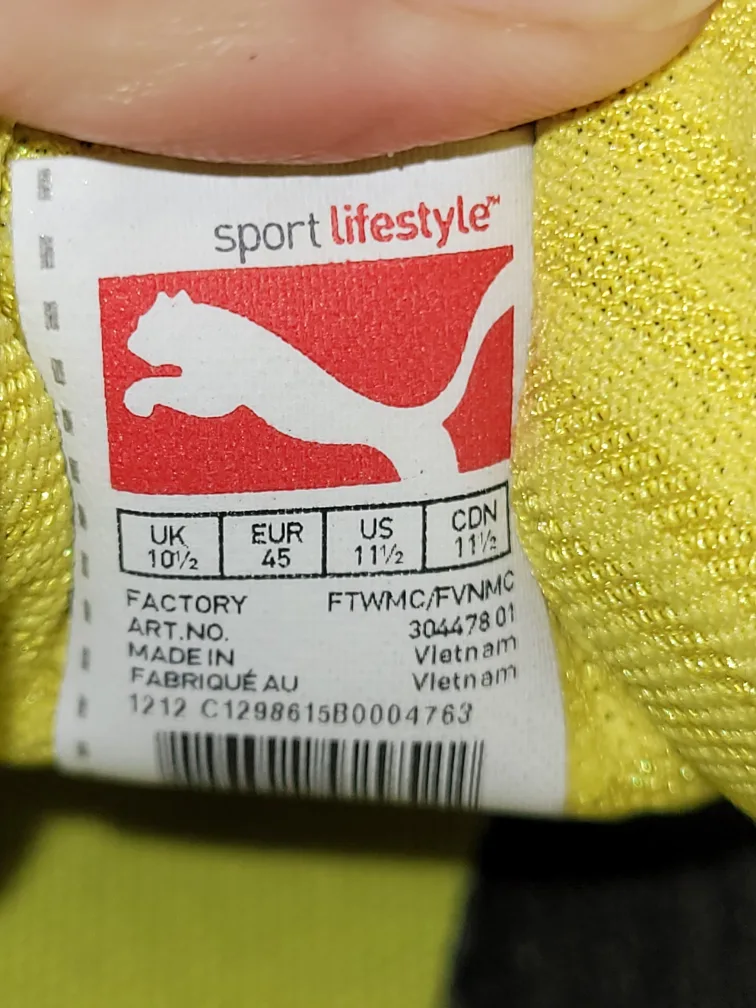 sport lifestyle™
UK EUR US CDN
10½ 45 11½ 11½
FACTORY FTWMC/FVNMC
ART.NO. 304478 01
MADE IN Vietnam
FABRIQUÉ AU Vietnam
1212 C1298615B0004763